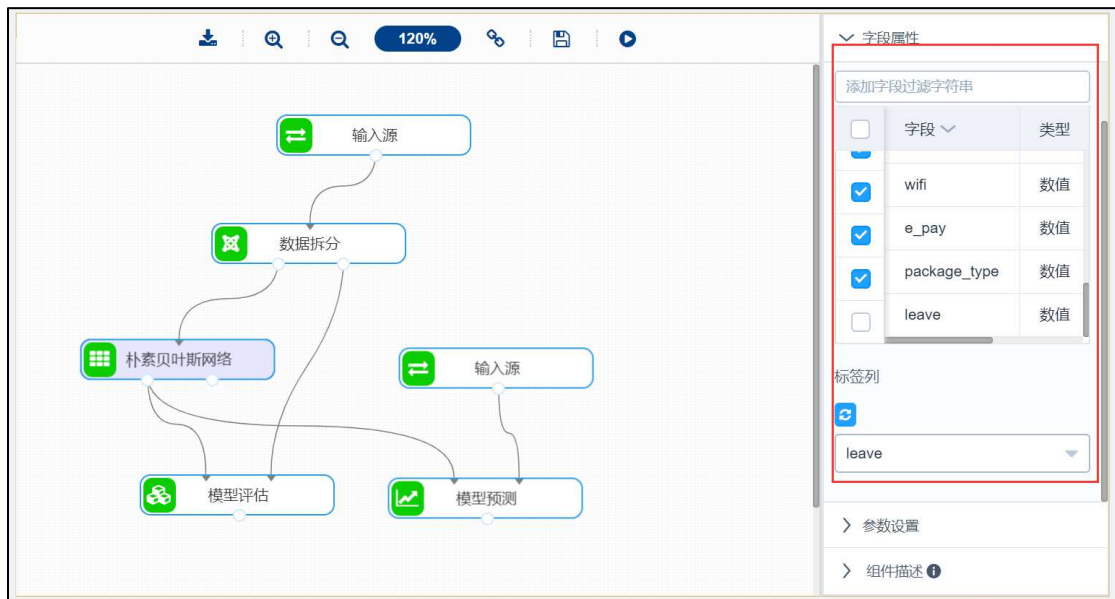 120%
输入源
数据拆分
朴素贝叶斯网络
输入源
模型评估
模型预测
字段属性
添加字段过滤字符串
字段 类型
wifi 数值
e_pay 数值
package_type 数值
leave 数值
标签列
leave
参数设置
组件描述